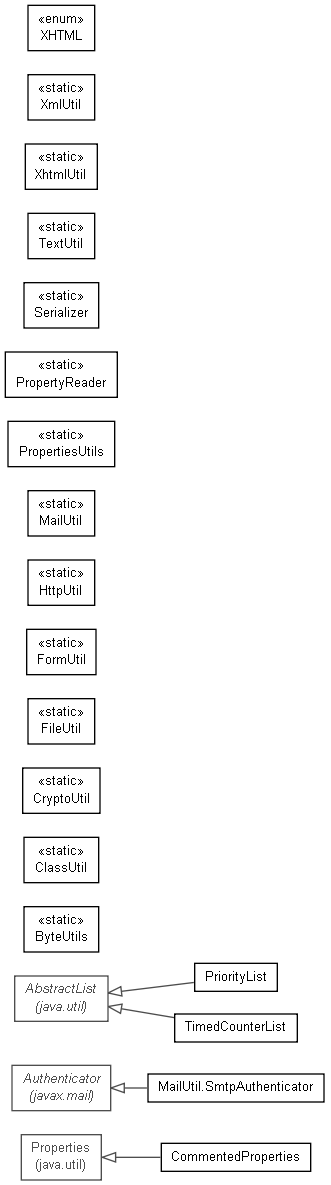 «enum»
XHTML
«static»
XmlUtil
«static»
XhtmlUtil
«static»
TextUtil
«static»
Serializer
«static»
PropertyReader
«static»
PropertiesUtils
«static»
MailUtil
«static»
HttpUtil
«static»
FormUtil
«static»
FileUtil
«static»
CryptoUtil
«static»
ClassUtil
«static»
ByteUtils
AbstractList
(java.util)
PriorityList
TimedCounterList
Authenticator
(javax.mail)
MailUtil.SmtpAuthenticator
Properties
(java.util)
CommentedProperties